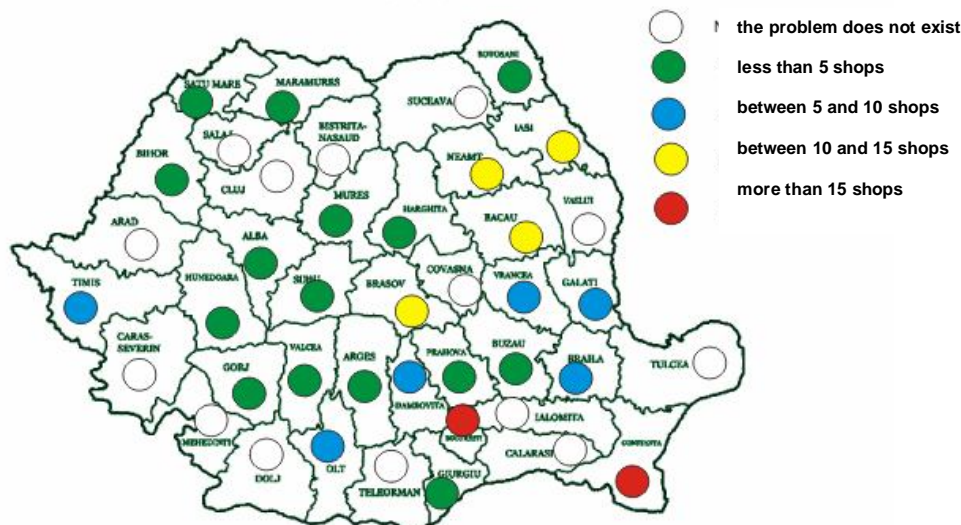 the problem does not exist
less than 5 shops
between 5 and 10 shops
between 10 and 15 shops
more than 15 shops
BOTOSANI
SATU MARE
MARAMURES
SUCEAVA
IASI
SALAJ
BISTRITA-
NASAUD
BIHOR
CLUJ
NEAMT
MURES
HARGHITA
BACAU
VASLUI
ARAD
ALBA
TIMIS
HUNEDOARA
SIBIU
BRASOV
COVASNA
VRANCEA
GALATI
CARAS-
SEVERIN
VALCEA
ARGES
PRAHOVA
BUZAU
BRAILA
TULCEA
GORJ
DAMBOVITA
MEHEDINTI
BUCURESTI
IALOMITA
CALARASI
CONSTANTA
DOLJ
OLT
TELEORMAN
GIURGIU